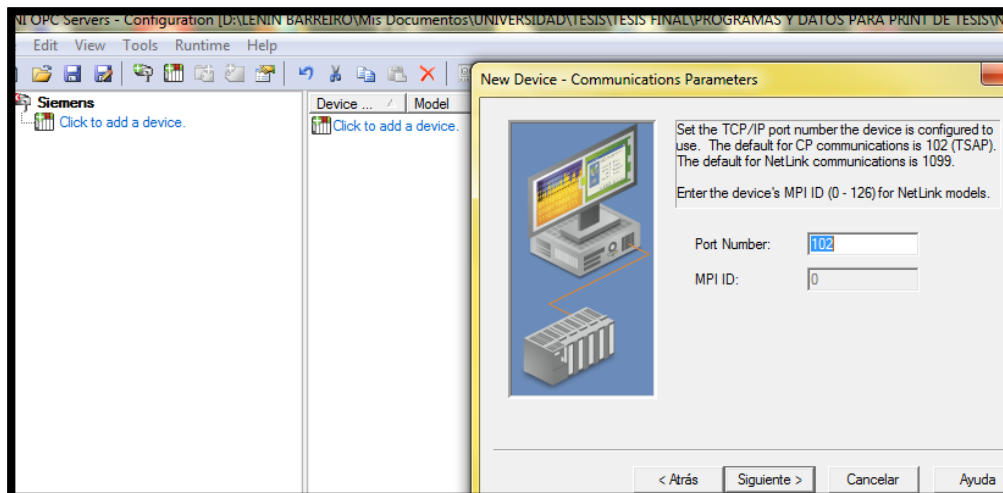 NI OPC Servers - Configuration [D:\LENIN BARREIRO\Mis Documentos\UNIVERSIDAD\TESIS\TESIS FINAL\PROGRAMAS Y DATOS PARA PRINT DE TESIS\
Edit View Tools Runtime Help
Siemens
Click to add a device.
Device ... Model
Click to add a device.
New Device - Communications Parameters
Set the TCP/IP port number the device is configured to
use. The default for CP communications is 102 (TSAP).
The default for NetLink communications is 1099.
Enter the device's MPI ID (0 - 126) for NetLink models.
Port Number: 102
MPI ID: 0
< Atrás Siguiente > Cancelar Ayuda